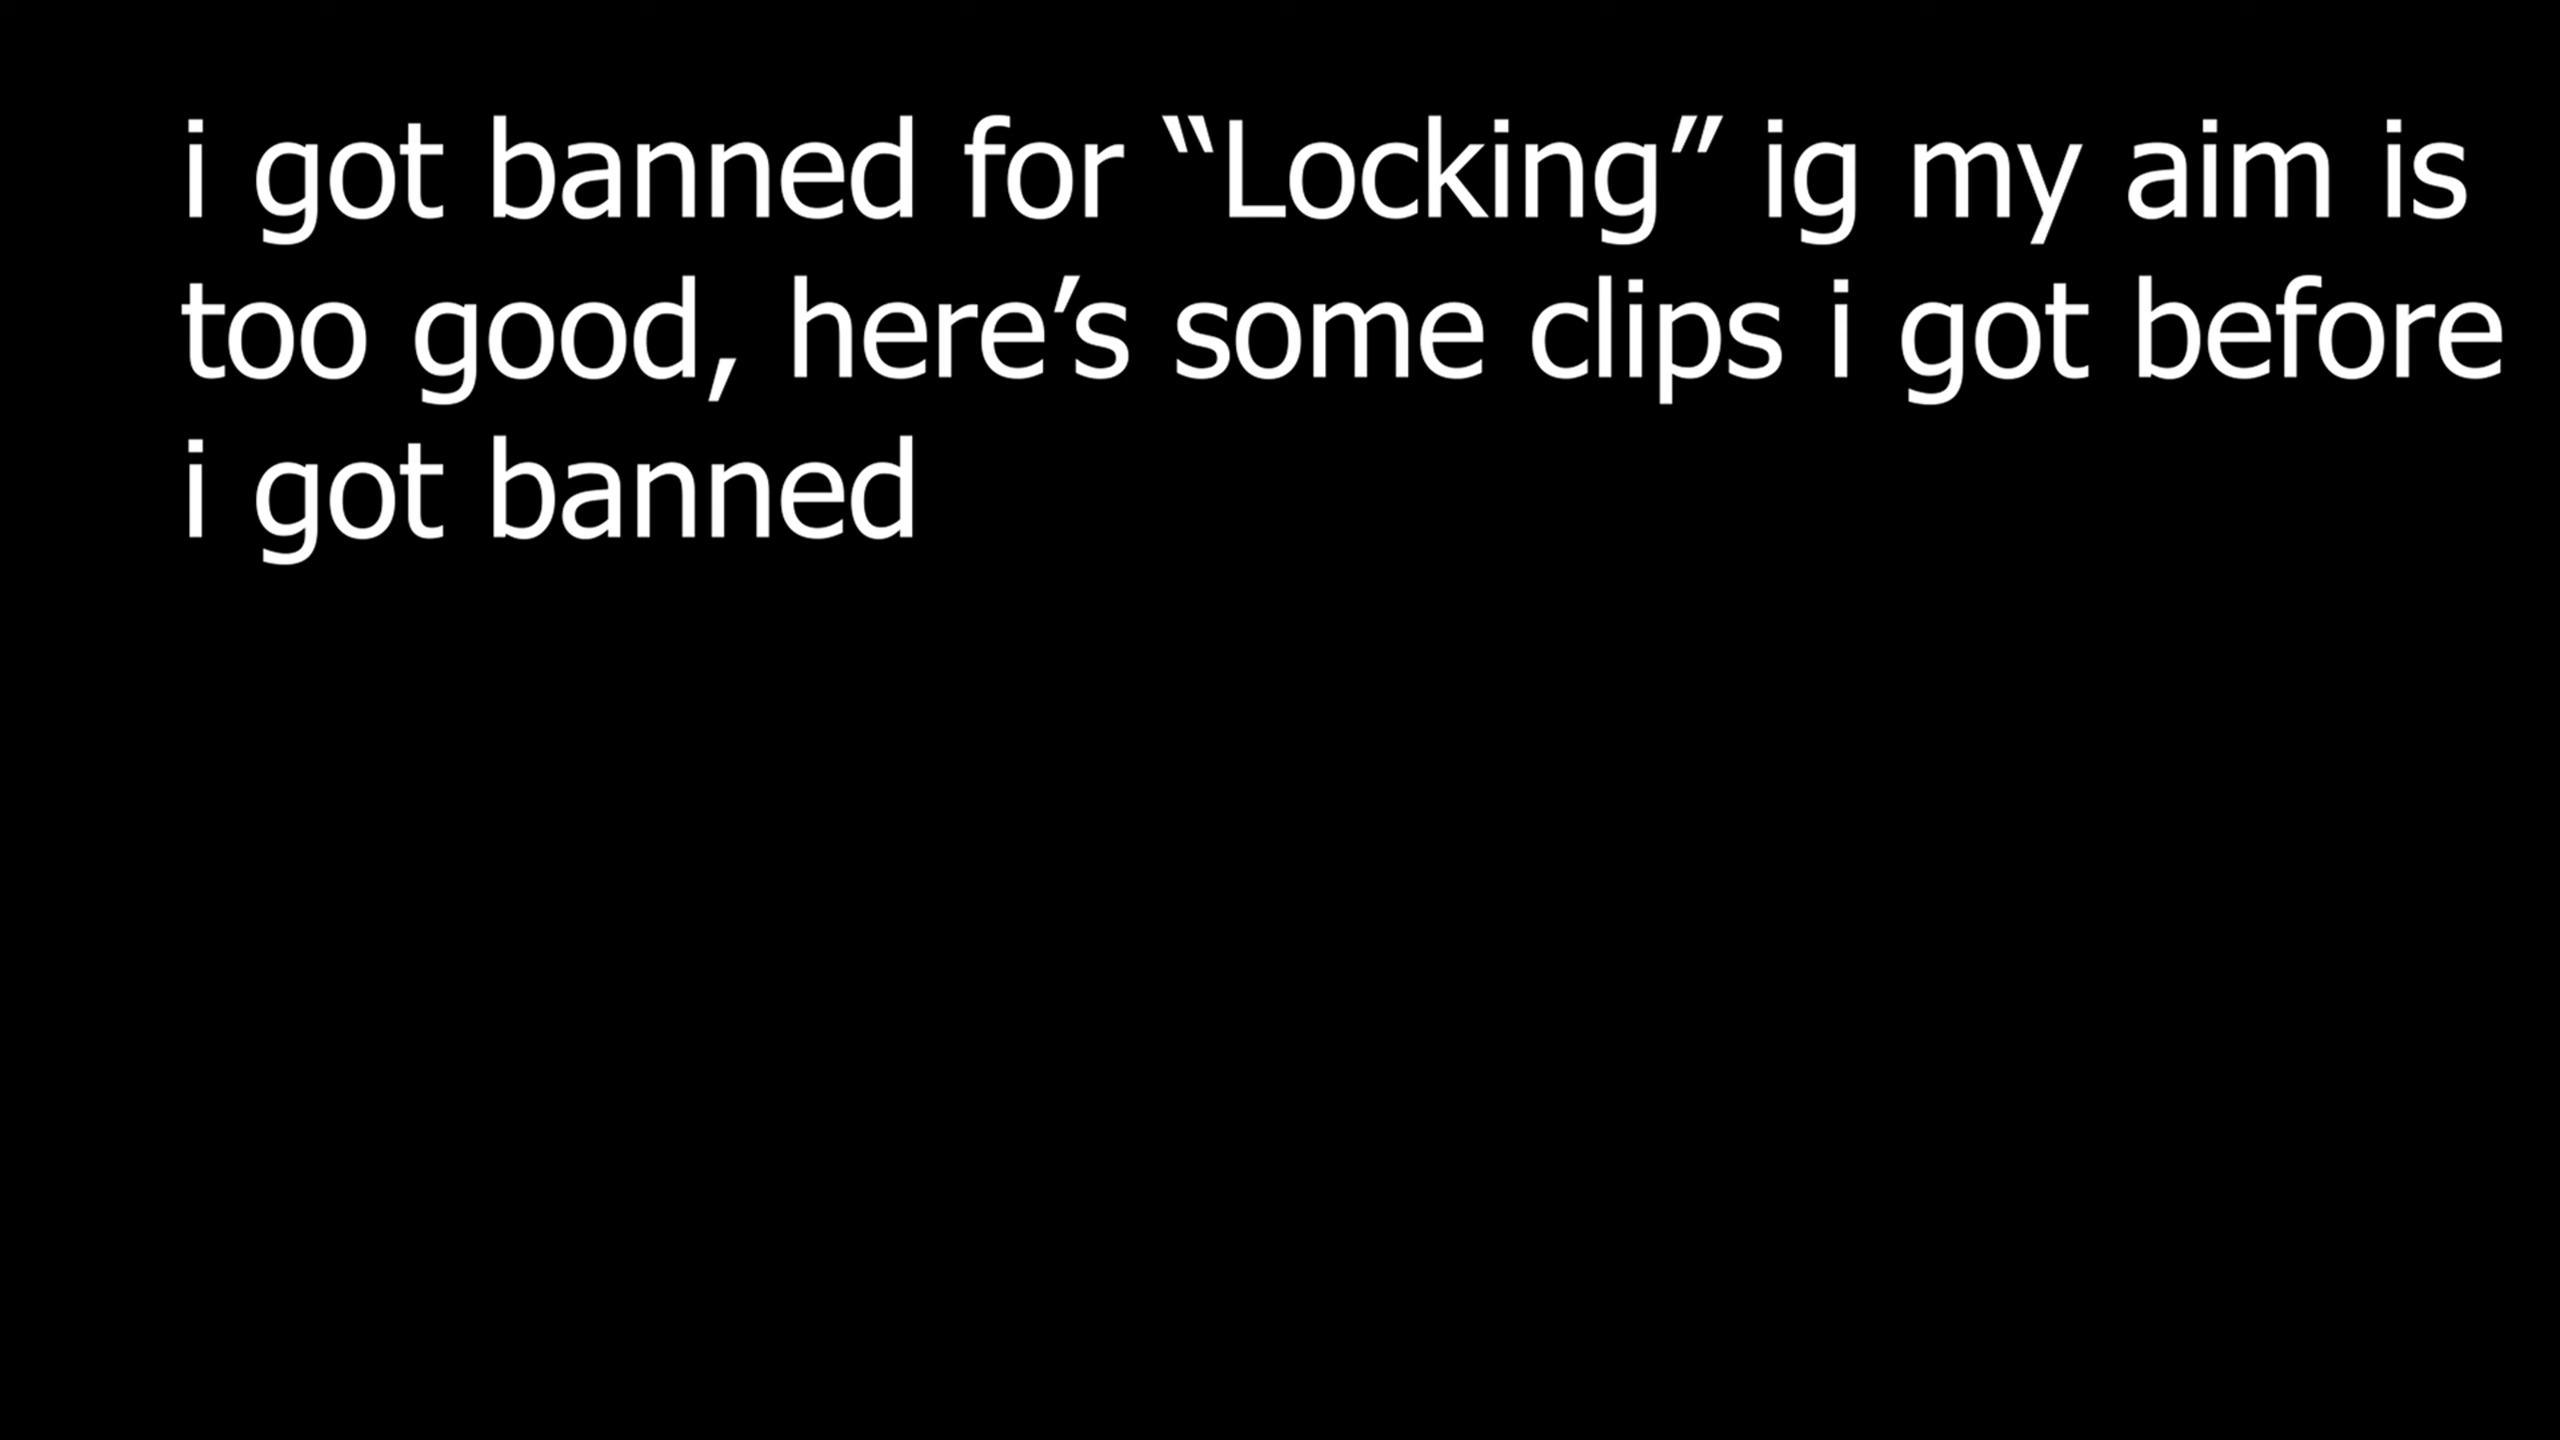 i got banned for “Locking” ig my aim is
too good, here’s some clips i got before
i got banned